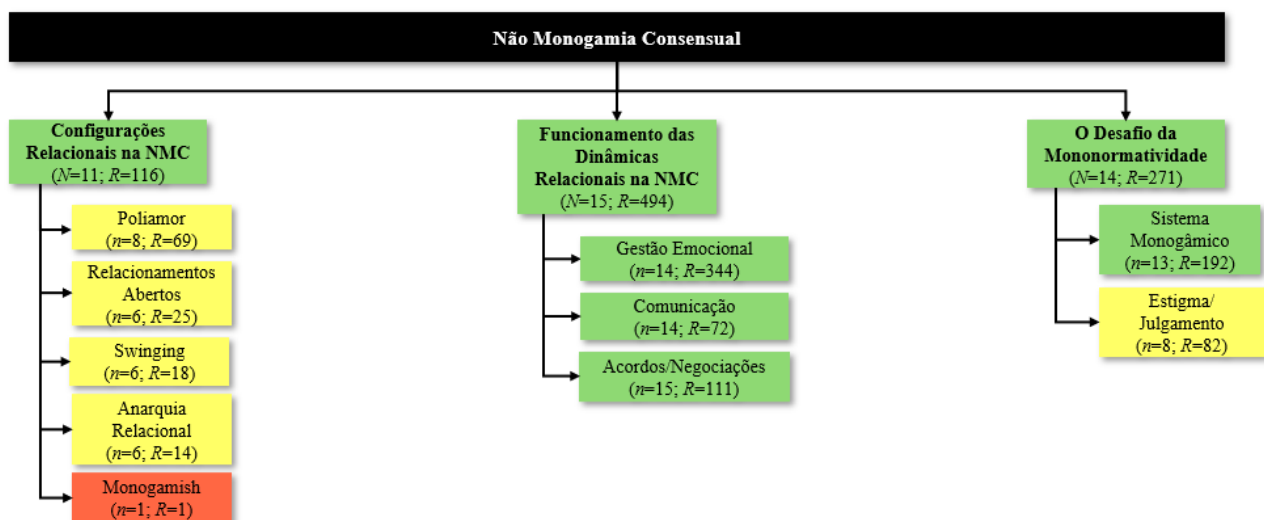 Não Monogamia Consensual
Configurações
Relacionais na NMC
(N=11; R=116)
Poliamor
(n=8; R=69)
Relacionamentos
Abertos
(n=6; R=25)
Swinging
(n=6; R=18)
Anarquia
Relacional
(n=6; R=14)
Monogamish
(n=1; R=1)
Funcionamento das
Dinâmicas
Relacionais na NMC
(N=15; R=494)
Gestão Emocional
(n=14; R=344)
Comunicação
(n=14; R=72)
Acordos/Negociações
(n=15; R=111)
O Desafio da
Mononormatividade
(N=14; R=271)
Sistema
Monogâmico
(n=13; R=192)
Estigma/
Julgamento
(n=8; R=82)